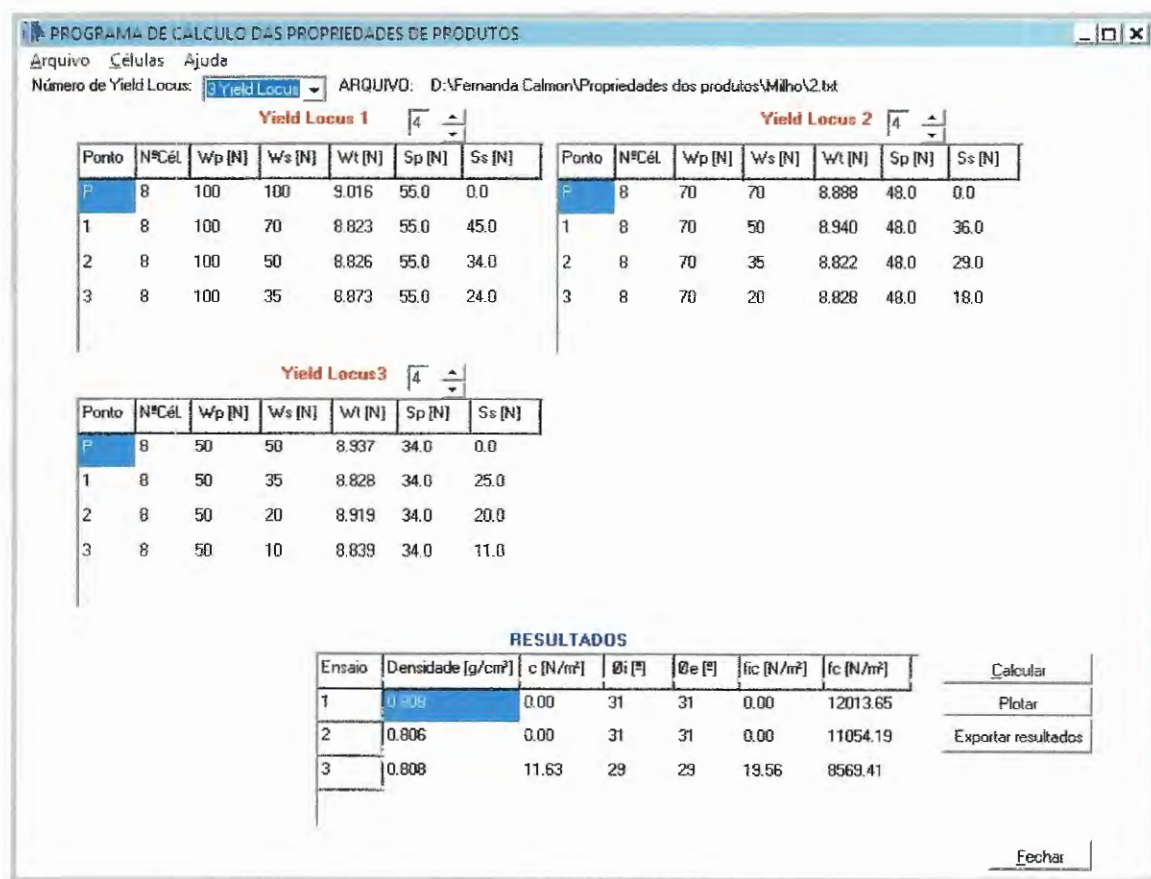 PROGRAMA DE CÁLCULO DAS PROPRIEDADES DE PRODUTOS
Arquivo Células Ajuda
Número de Yield Locus: 3 Yield Locus ARQUIVO: D:\Fernanda Calmon\Propriedades dos produtos\Milho\2.txt
Yield Locus 1 4 Yield Locus 2 4
Ponto NºCél. Wp [N] Ws [N] Wt [N] Sp [N] Ss [N] Ponto NºCél. Wp [N] Ws [N] Wt [N] Sp [N] Ss [N]
P 8 100 100 9.016 55.0 0.0 P 8 70 70 8.888 48.0 0.0
1 8 100 70 8.823 55.0 45.0 1 8 70 50 8.940 48.0 36.0
2 8 100 50 8.826 55.0 34.0 2 8 70 35 8.822 48.0 29.0
3 8 100 35 8.873 55.0 24.0 3 8 70 20 8.828 48.0 18.0
Yield Locus3 4
Ponto NºCél. Wp [N] Ws [N] Wt [N] Sp [N] Ss [N]
P 8 50 50 8.937 34.0 0.0
1 8 50 35 8.828 34.0 25.0
2 8 50 20 8.919 34.0 20.0
3 8 50 10 8.839 34.0 11.0
RESULTADOS
Ensaio Densidade [g/cm³] c [N/m²] Øi [º] Øe [º] fic [N/m²] fc [N/m²] Calcular
1 0.808 0.00 31 31 0.00 12013.65 Plotar
2 0.806 0.00 31 31 0.00 11054.19 Exportar resultados
3 0.808 11.63 29 29 19.56 8569.41
Fechar